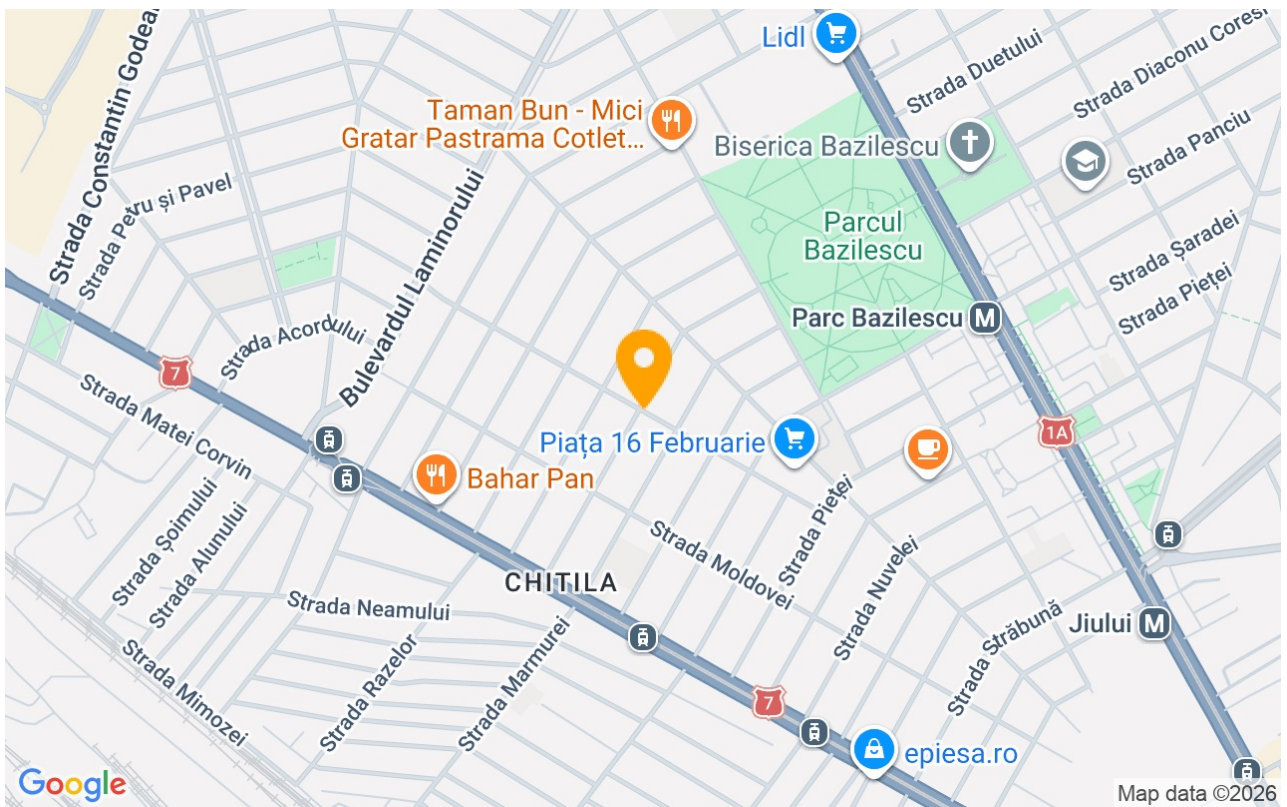 Lidl
Strada Duetului
Strada Diaconu Coresi
Strada Constantin Godeanu
Taman Bun - Mici
Gratar Pastrama Cotlet...
Biserica Bazilescu
Strada Panciu
Strada Petru și Pavel
Bulevardul Laminorului
Parcul
Bazilescu
Strada Șaradei
Strada Pieței
Parc Bazilescu
M
Strada Acordului
7
Strada Matei Corvin
1A
Piața 16 Februarie
Bahar Pan
Strada Șoimului
Strada Alunului
Strada Moldovei
Strada Pieței
Strada Nuvelei
CHITILA
Strada Neamului
Strada Străbună
Jiului
M
Strada Mimozei
Strada Razelor
Strada Marmurei
7
epiesa.ro
Google
Map data ©2026